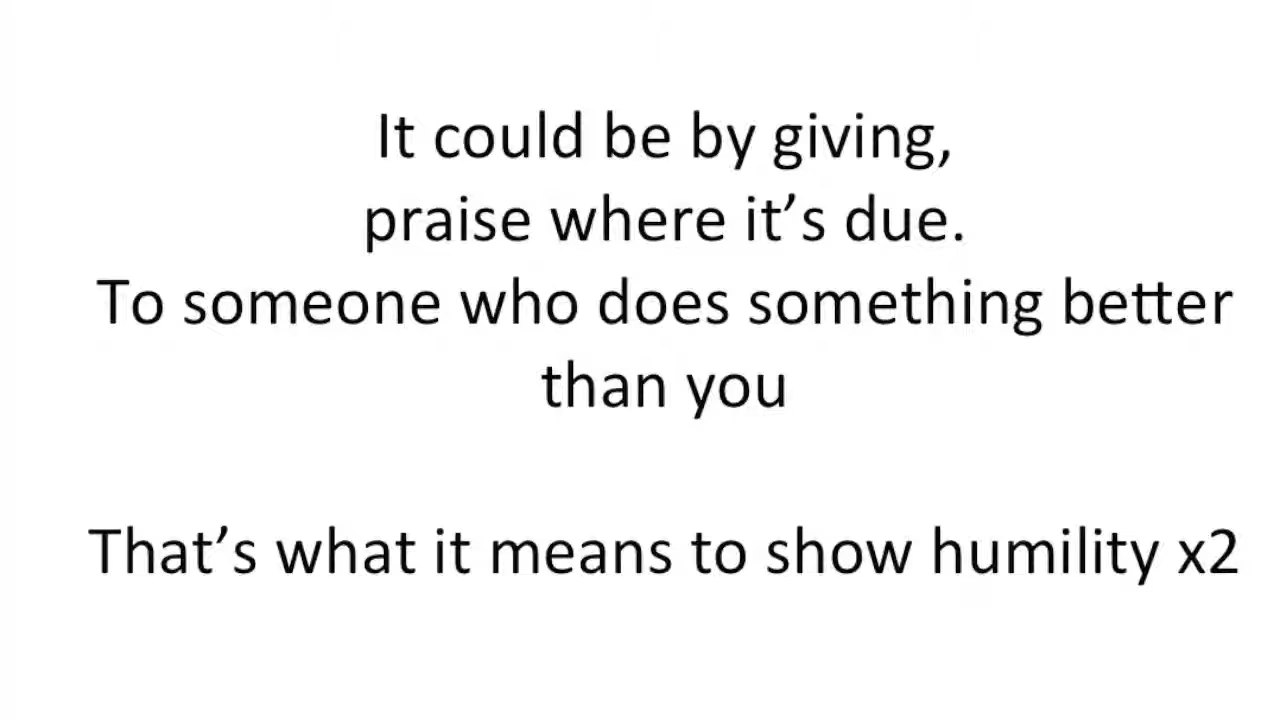 It could be by giving,
praise where it’s due.
To someone who does something better
than you
That’s what it means to show humility x2